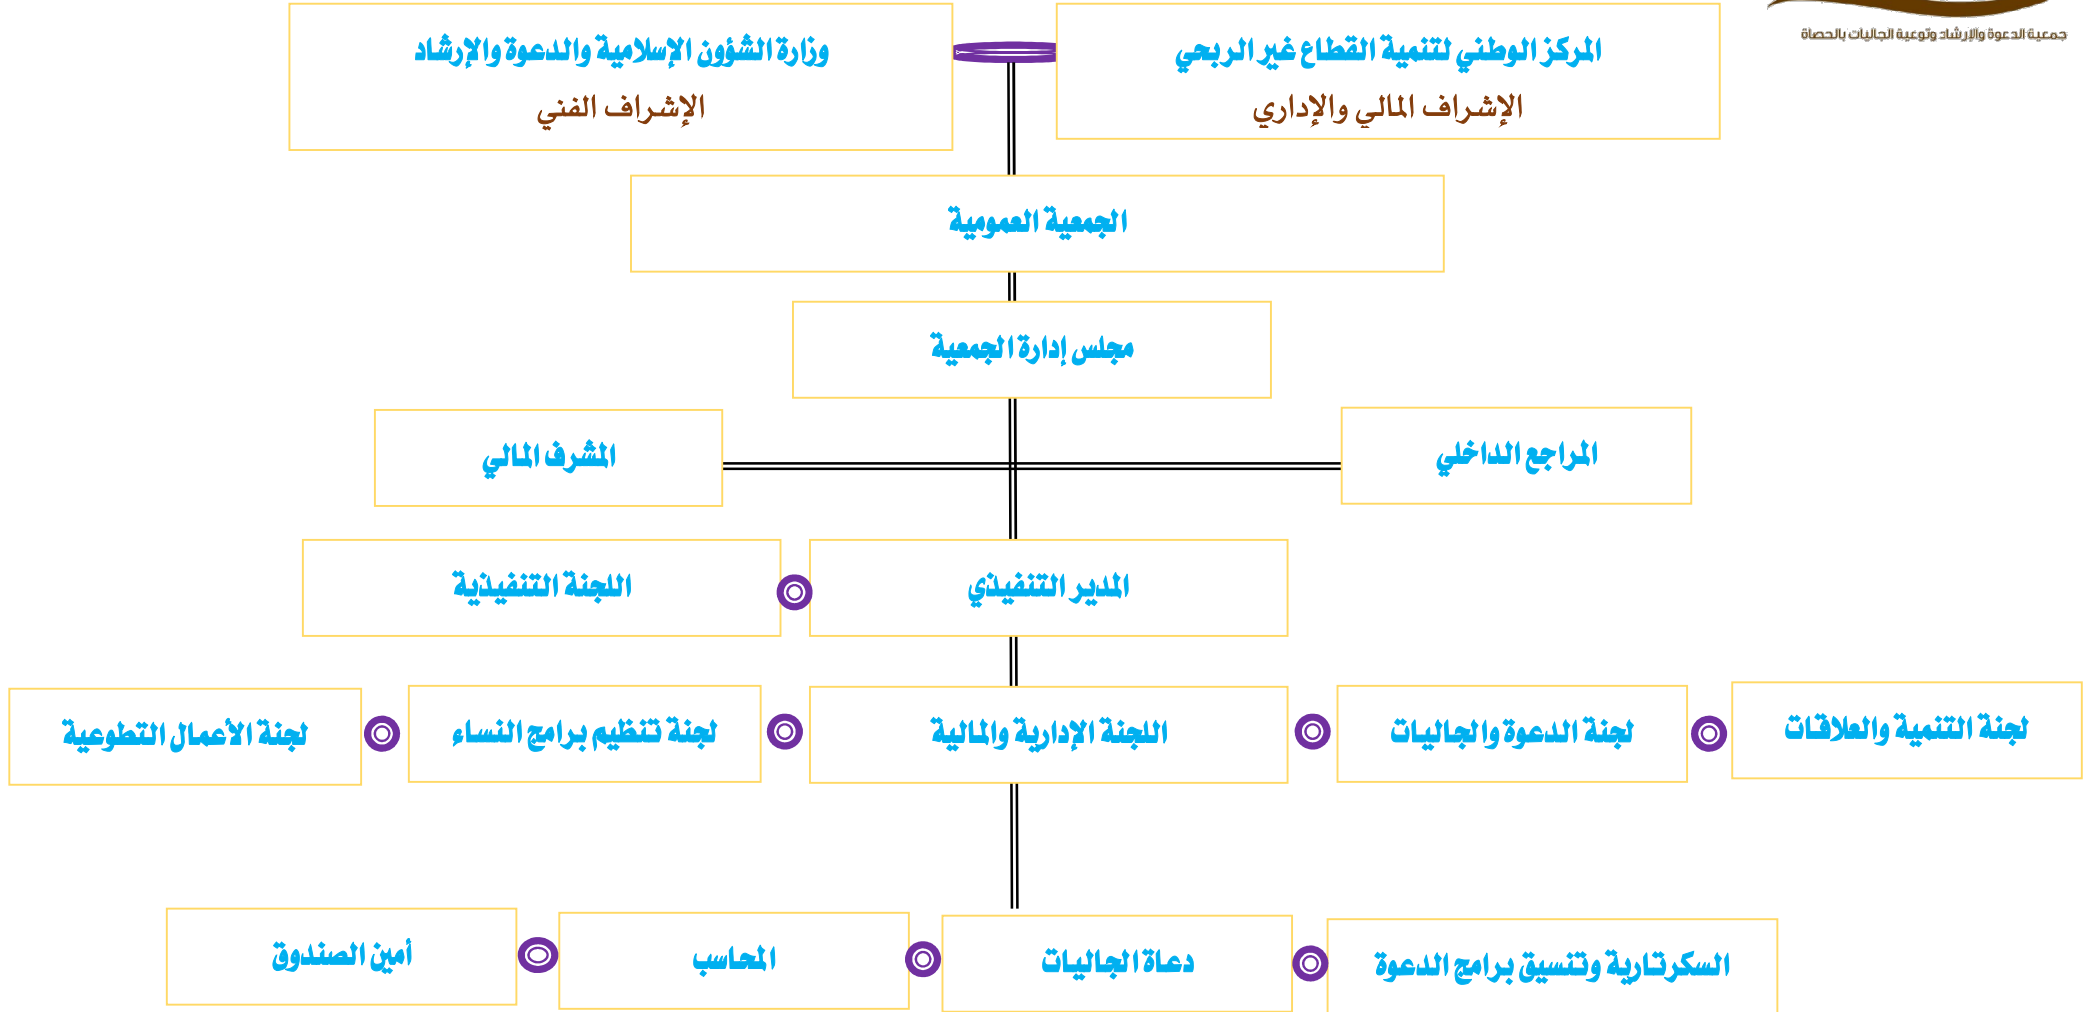 جمعية الدعوة والإرشاد وتوعية الجاليات بالحصاة
المركز الوطني لتنمية القطاع غير الربحي
الإشراف المالي والإداري
وزارة الشؤون الإسلامية والدعوة والإرشاد
الإشراف الفني
الجمعية العمومية
مجلس إدارة الجمعية
المراجع الداخلي
المشرف المالي
المدير التنفيذي
اللجنة التنفيذية
لجنة التنمية والعلاقات
لجنة الدعوة والجاليات
اللجنة الإدارية والمالية
لجنة تنظيم برامج النساء
لجنة الأعمال التطوعية
السكرتارية وتنسيق برامج الدعوة
دعاة الجاليات
المحاسب
أمين الصندوق